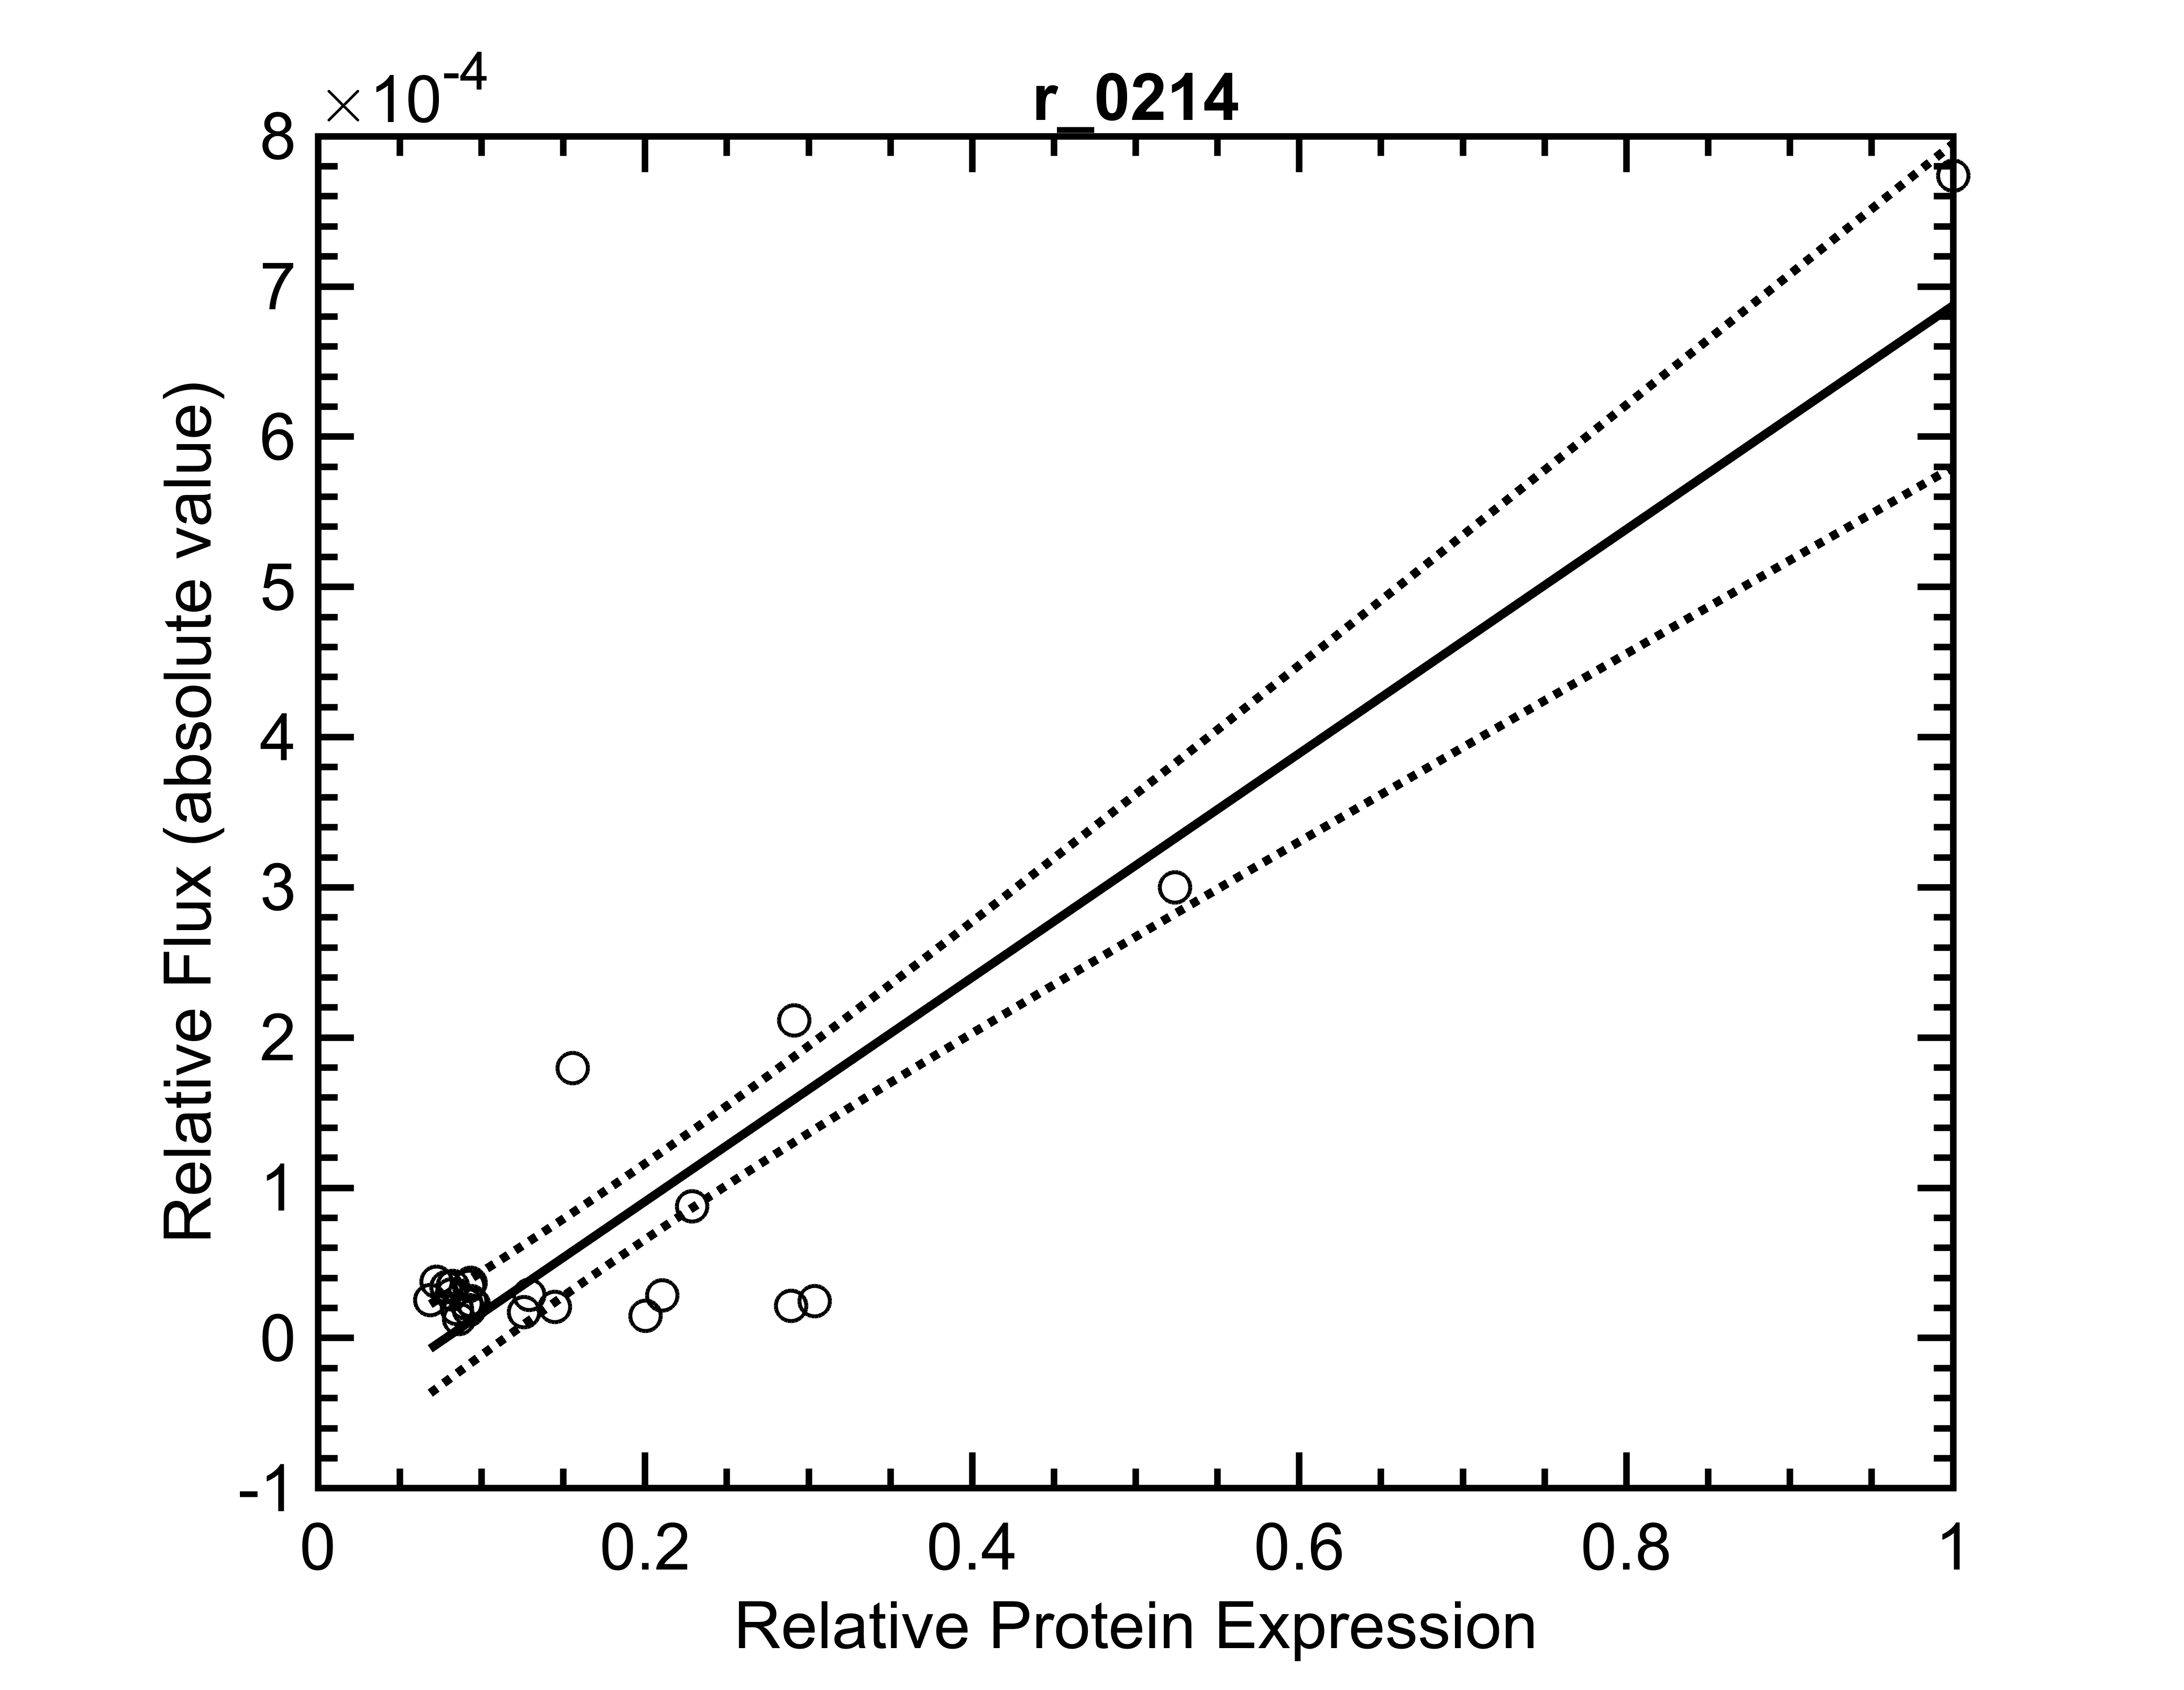 ×10-4
r_0214
8
7
6
5
4
3
2
1
0
-1
Relative Flux (absolute value)
0 0.2 0.4 0.6 0.8 1
Relative Protein Expression